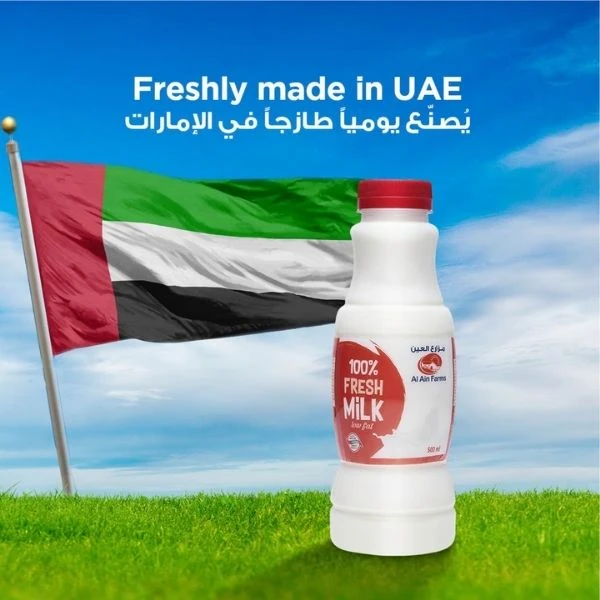 Freshly made in UAE
يُصنّع يومياً طازجاً في الإمارات
مزارع العين
Al Ain Farms
100%
FRESH
MiLK
low fat
500 ml